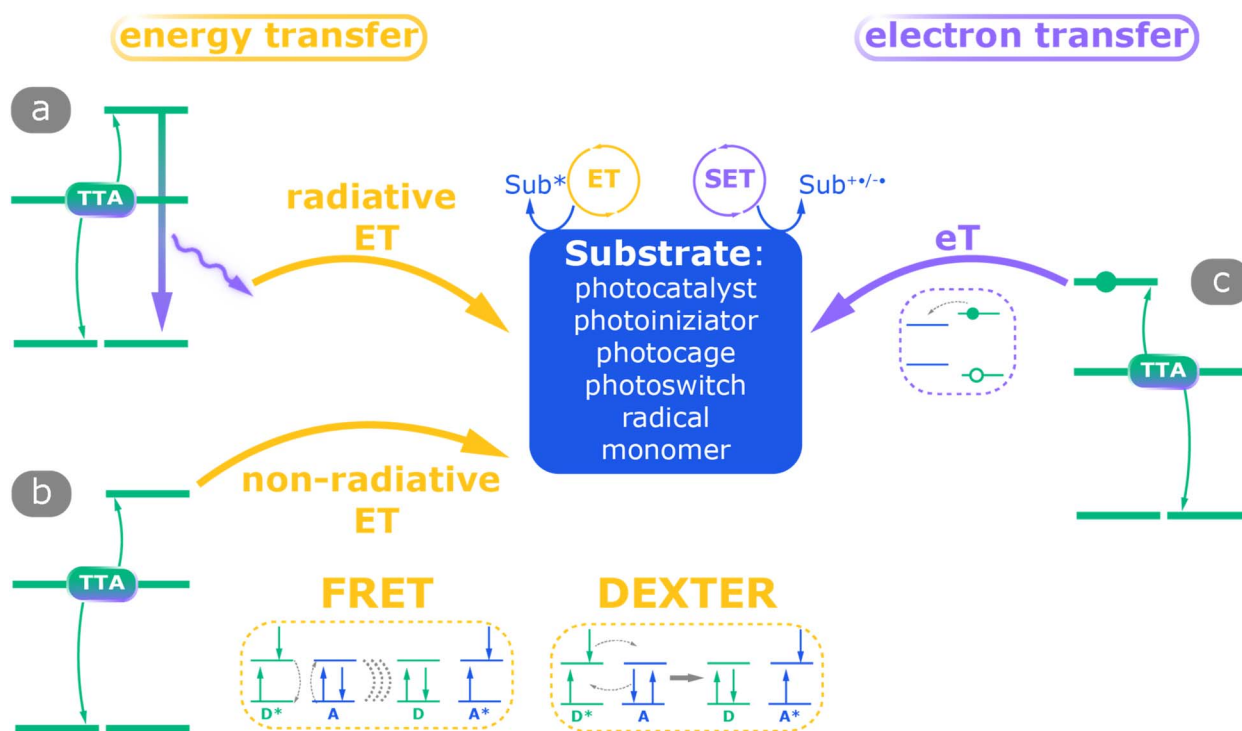 energy transfer
electron transfer
a
TTA
radiative
ET
Sub*
ET
SET
Sub+•/-•
Substrate:
photocatalyst
photoiniziator
photocage
photoswitch
radical
monomer
eT
c
TTA
b
TTA
non-radiative
ET
FRET
D*
A
D
A*
DEXTER
D*
A
D
A*